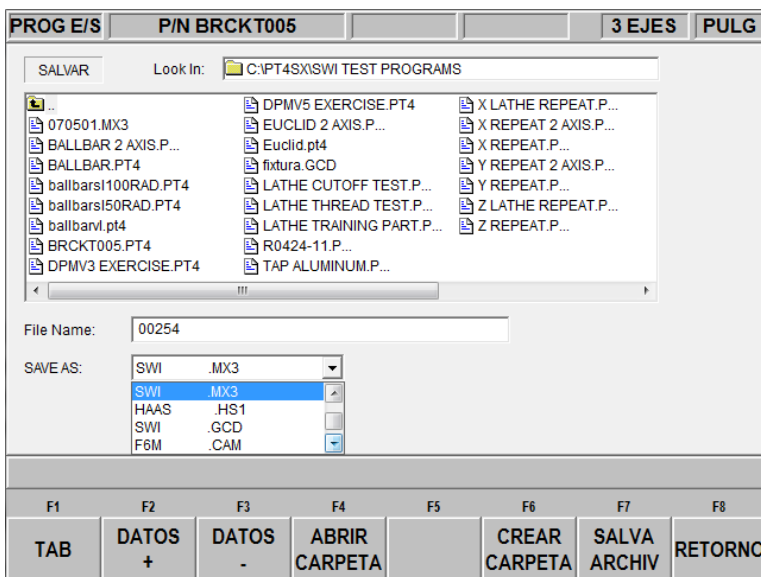 PROG E/S P/N BRCKT005 3 EJES PULG
SALVAR Look In: C:\PT4SX\SWI TEST PROGRAMS
..
070501.MX3
BALLBAR 2 AXIS.P...
BALLBAR.PT4
ballbarsl100RAD.PT4
ballbarsl50RAD.PT4
ballbarvl.pt4
BRCKT005.PT4
DPMV3 EXERCISE.PT4
DPMV5 EXERCISE.PT4
EUCLID 2 AXIS.P...
Euclid.pt4
fixtura.GCD
LATHE CUTOFF TEST.P...
LATHE THREAD TEST.P...
LATHE TRAINING PART.P...
R0424-11.P...
TAP ALUMINUM.P...
X LATHE REPEAT.P...
X REPEAT 2 AXIS.P...
X REPEAT.P...
Y REPEAT 2 AXIS.P...
Y REPEAT.P...
Z LATHE REPEAT.P...
Z REPEAT.P...
File Name: 00254
SAVE AS: SWI .MX3
SWI .MX3
HAAS .HS1
SWI .GCD
F6M .CAM
F1 F2 F3 F4 F5 F6 F7 F8
TAB
DATOS
+
DATOS
-
ABRIR
CARPETA
CREAR
CARPETA
SALVA
ARCHIV
RETORNO